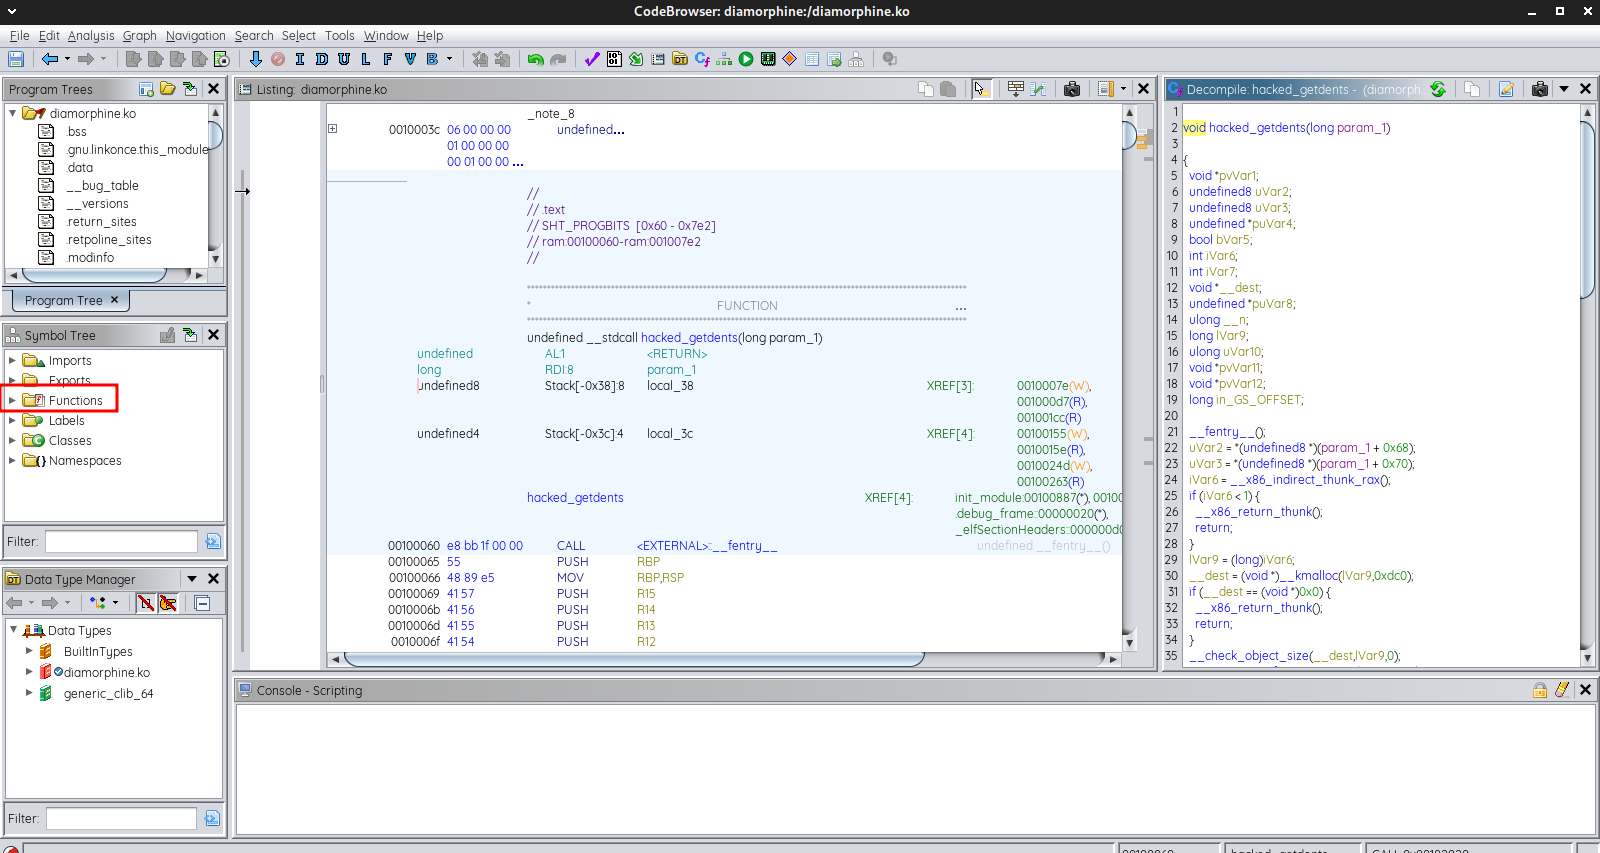 CodeBrowser: diamorphine:/diamorphine.ko
File Edit Analysis Graph Navigation Search Select Tools Window Help
I D U L F V B
Program Trees
diamorphine.ko
.bss
.gnu.linkonce.this_module
.data
__bug_table
__versions
.return_sites
.retpoline_sites
.modinfo
Program Tree
Symbol Tree
Imports
Exports
Functions
Labels
Classes
Namespaces
Filter:
Data Type Manager
Data Types
BuiltInTypes
diamorphine.ko
generic_clib_64
Filter:
Listing: diamorphine.ko
_note_8
0010003c 06 00 00 00 undefined...
01 00 00 00
00 01 00 00 ...
//
// .text
// SHT_PROGBITS [0x60 - 0x7e2]
// ram:00100060-ram:001007e2
//
* FUNCTION ...
undefined __stdcall hacked_getdents(long param_1)
undefined AL:1 <RETURN>
long RDI:8 param_1
undefined8 Stack[-0x38]:8 local_38 XREF[3]: 0010007e(W),
001000d7(R),
001001cc(R)
undefined4 Stack[-0x3c]:4 local_3c XREF[4]: 00100155(W),
0010015e(R),
0010024d(W),
00100263(R)
hacked_getdents XREF[4]: init_module:00100887(*), 00100
.debug_frame::00000020(*),
_elfSectionHeaders::000000d0
00100060 e8 bb 1f 00 00 CALL <EXTERNAL>::__fentry__ undefined __fentry__()
00100065 55 PUSH RBP
00100066 48 89 e5 MOV RBP,RSP
00100069 41 57 PUSH R15
0010006b 41 56 PUSH R14
0010006d 41 55 PUSH R13
0010006f 41 54 PUSH R12
Decompile: hacked_getdents - (diamorph...
1
2 void hacked_getdents(long param_1)
3
4 {
5 void *pvVar1;
6 undefined8 uVar2;
7 undefined8 uVar3;
8 undefined *puVar4;
9 bool bVar5;
10 int iVar6;
11 int iVar7;
12 void *__dest;
13 undefined *puVar8;
14 ulong __n;
15 long lVar9;
16 ulong uVar10;
17 void *pvVar11;
18 void *pvVar12;
19 long in_GS_OFFSET;
20
21 __fentry__();
22 uVar2 = *(undefined8 *)(param_1 + 0x68);
23 uVar3 = *(undefined8 *)(param_1 + 0x70);
24 iVar6 = __x86_indirect_thunk_rax();
25 if (iVar6 < 1) {
26 __x86_return_thunk();
27 return;
28 }
29 lVar9 = (long)iVar6;
30 __dest = (void *)__kmalloc(lVar9,0xdc0);
31 if (__dest == (void *)0x0) {
32 __x86_return_thunk();
33 return;
34 }
35 __check_object_size(__dest,lVar9,0);
Console - Scripting